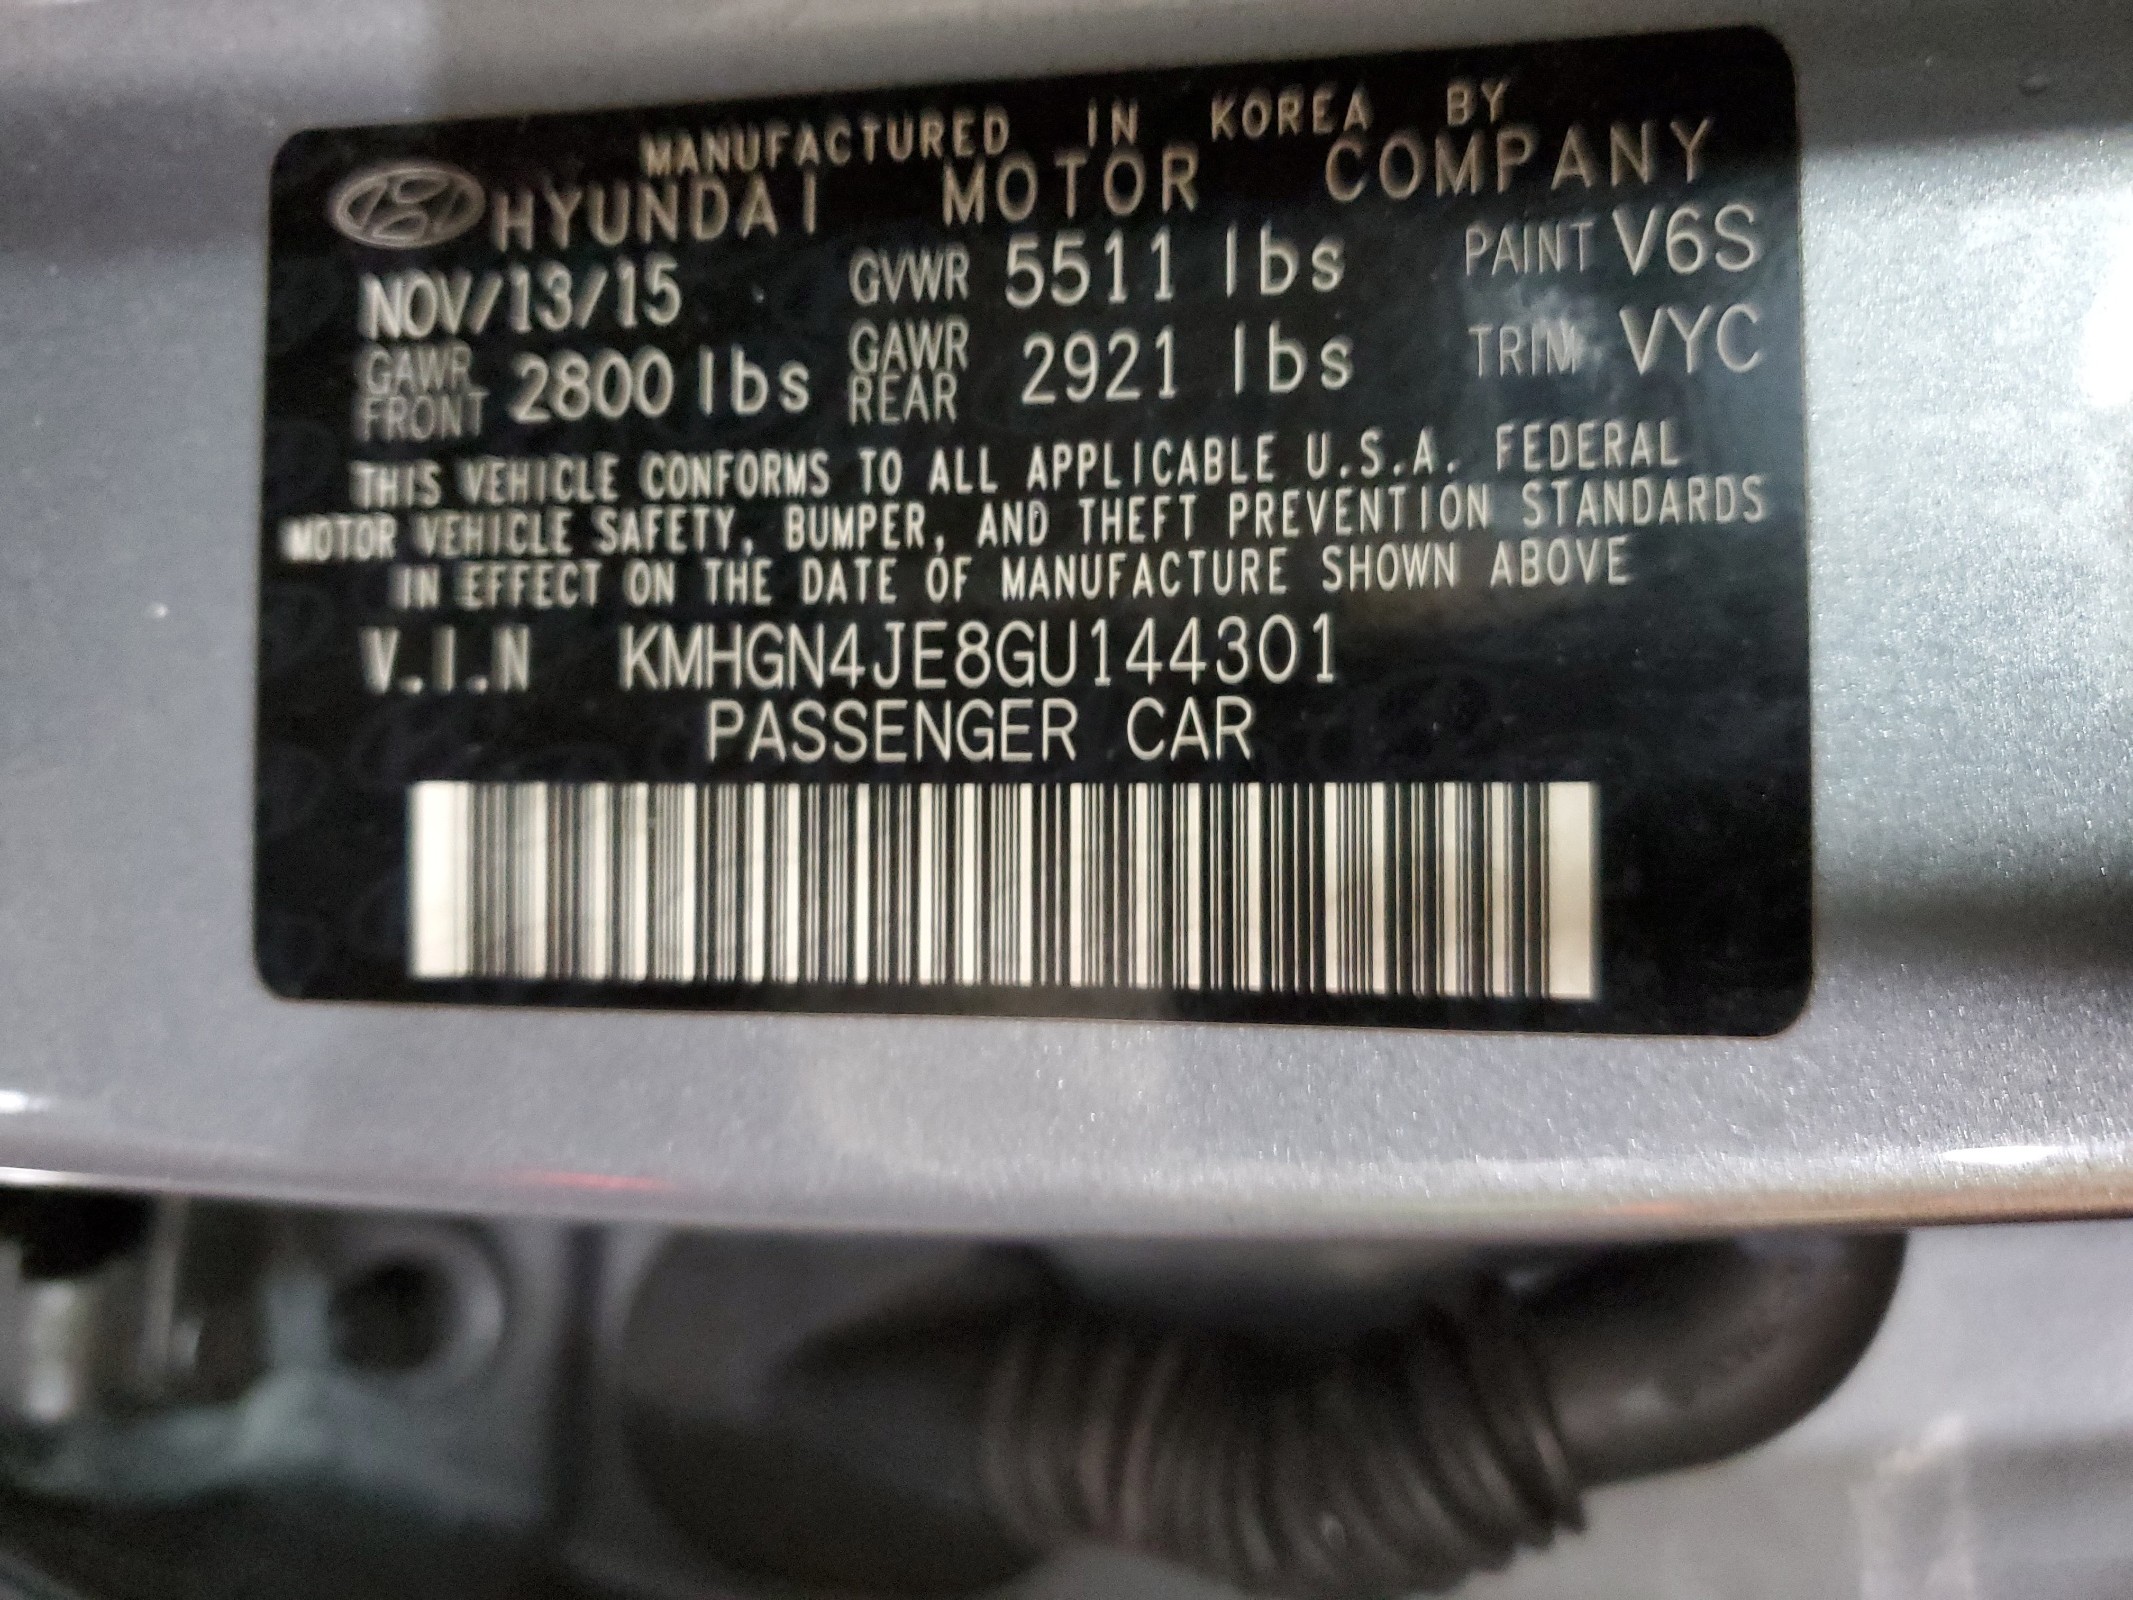 MANUFACTURED IN KOREA BY
HYUNDAI MOTOR COMPANY
NOV/13/15 GVWR 5511 lbs PAINT V6S
GAWR FRONT 2800 lbs GAWR REAR 2921 lbs TRIM VYC
THIS VEHICLE CONFORMS TO ALL APPLICABLE U.S.A. FEDERAL
MOTOR VEHICLE SAFETY, BUMPER, AND THEFT PREVENTION STANDARDS
IN EFFECT ON THE DATE OF MANUFACTURE SHOWN ABOVE
V.I.N KMHGN4JE8GU144301
PASSENGER CAR